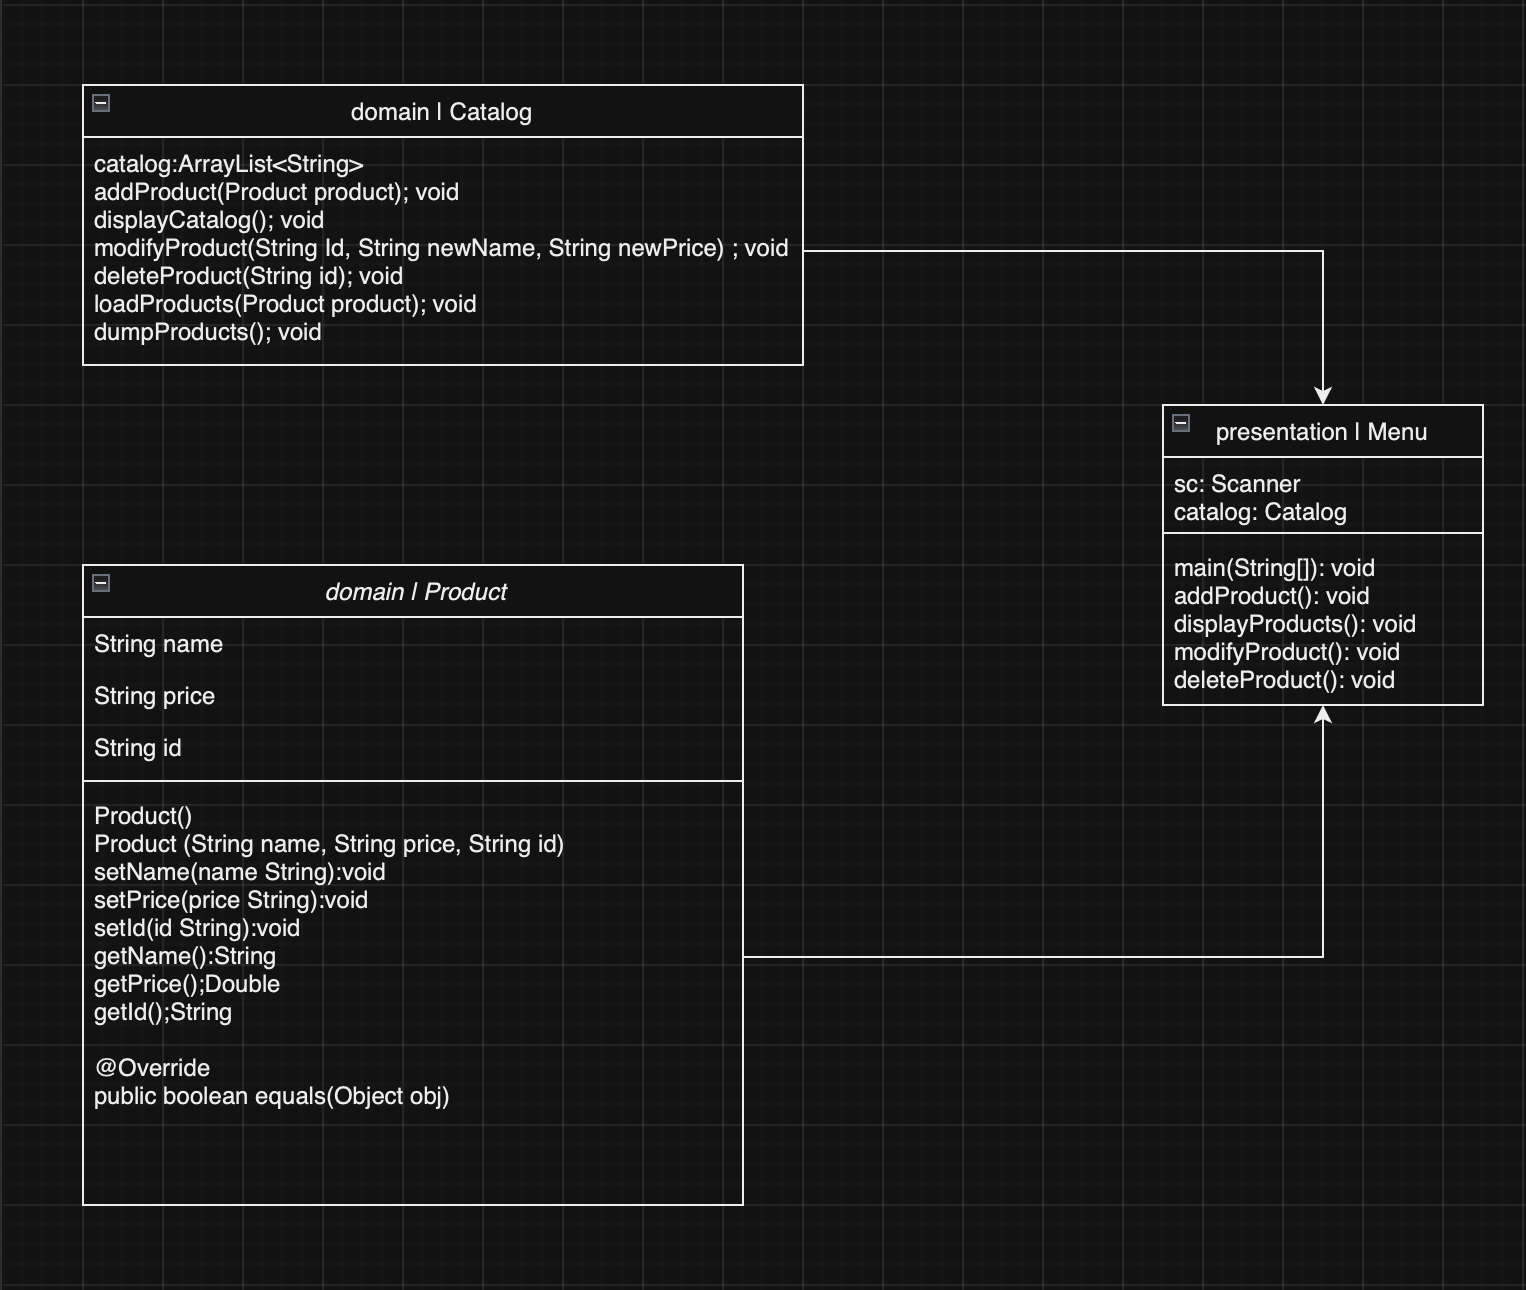 domain | Catalog
catalog:ArrayList<String>
addProduct(Product product); void
displayCatalog(); void
modifyProduct(String Id, String newName, String newPrice) ; void
deleteProduct(String id); void
loadProducts(Product product); void
dumpProducts(); void
presentation | Menu
sc: Scanner
catalog: Catalog
main(String[]): void
addProduct(): void
displayProducts(): void
modifyProduct(): void
deleteProduct(): void
domain | Product
String name
String price
String id
Product()
Product (String name, String price, String id)
setName(name String):void
setPrice(price String):void
setId(id String):void
getName():String
getPrice();Double
getId();String
@Override
public boolean equals(Object obj)